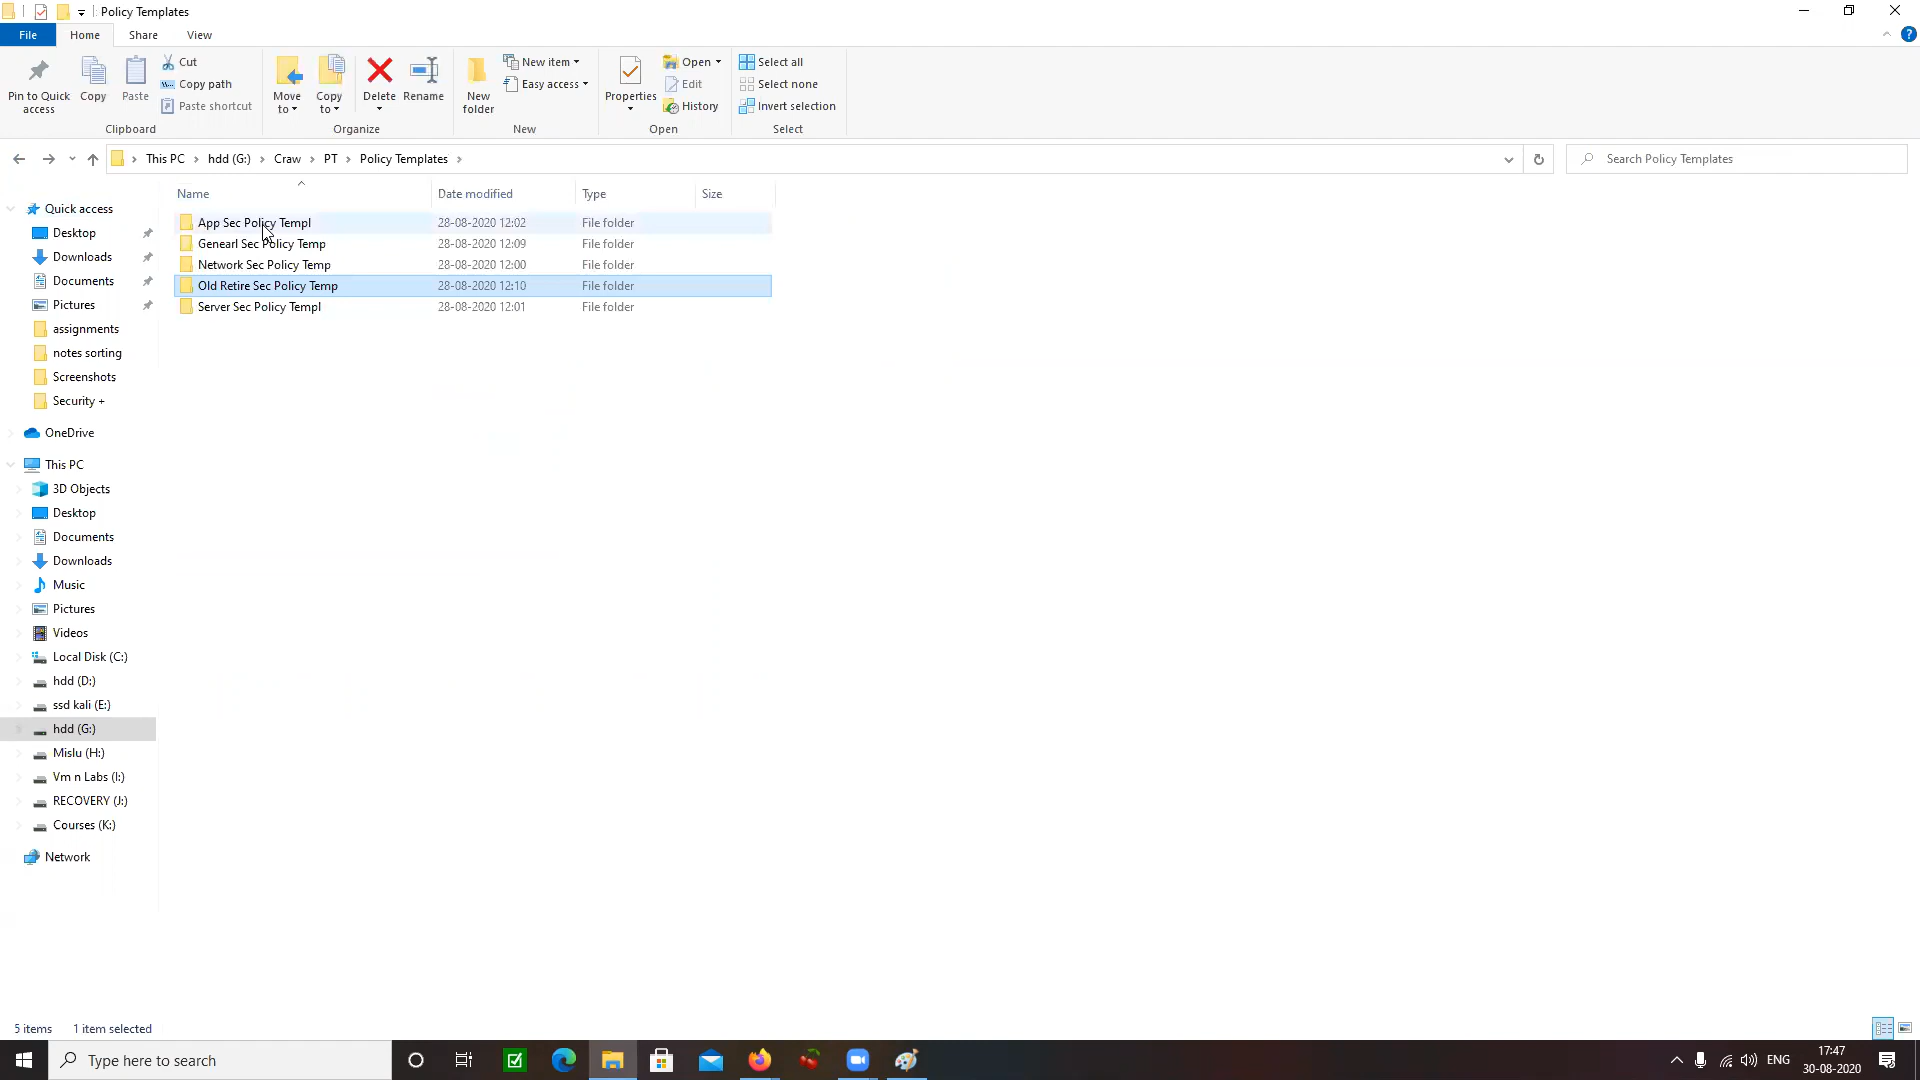 Policy Templates
File Home Share View
Pin to Quick access
Copy
Paste
Cut
Copy path
Paste shortcut
Clipboard
Move to
Copy to
Delete
Rename
Organize
New folder
New item
Easy access
New
Properties
Open
Edit
History
Open
Select all
Select none
Invert selection
Select
This PC > hdd (G:) > Craw > PT > Policy Templates >
Search Policy Templates
Name Date modified Type Size
App Sec Policy Templ 28-08-2020 12:02 File folder
Genearl Sec Policy Temp 28-08-2020 12:09 File folder
Network Sec Policy Temp 28-08-2020 12:00 File folder
Old Retire Sec Policy Temp 28-08-2020 12:10 File folder
Server Sec Policy Templ 28-08-2020 12:01 File folder
Quick access
Desktop
Downloads
Documents
Pictures
assignments
notes sorting
Screenshots
Security +
OneDrive
This PC
3D Objects
Desktop
Documents
Downloads
Music
Pictures
Videos
Local Disk (C:)
hdd (D:)
ssd kali (E:)
hdd (G:)
Mislu (H:)
Vm n Labs (I:)
RECOVERY (J:)
Courses (K:)
Network
5 items 1 item selected
Type here to search
ENG
17:47
30-08-2020